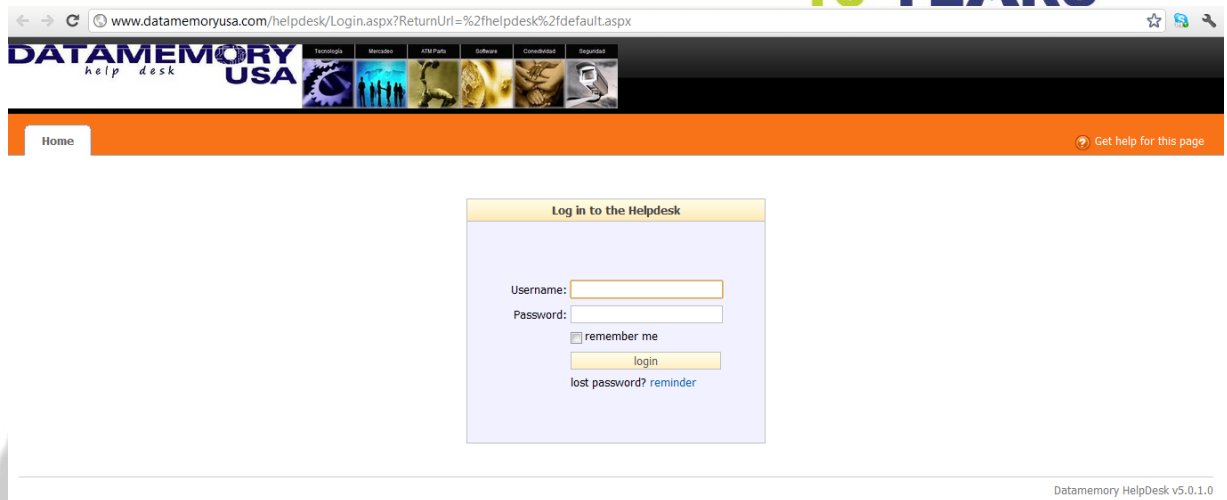 www.datamemoryusa.com/helpdesk/Login.aspx?ReturnUrl=%2fhelpdesk%2fdefault.aspx
DATAMEMORY
help desk USA
Tecnología Mercadeo ATM Parts Software Conectividad Seguridad
Home
Get help for this page
Log in to the Helpdesk
Username:
Password:
remember me
login
lost password? reminder
Datamemory HelpDesk v5.0.1.0